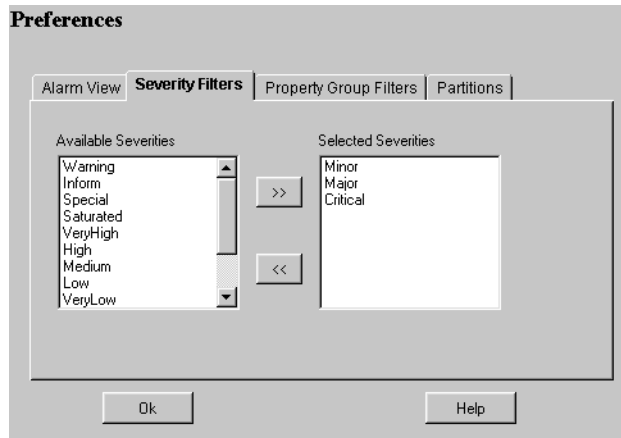 Preferences
Alarm View Severity Filters Property Group Filters Partitions
Available Severities Selected Severities
Warning
Inform
Special
Saturated
VeryHigh
High
Medium
Low
VeryLow
>>
<<
Minor
Major
Critical
Ok Help